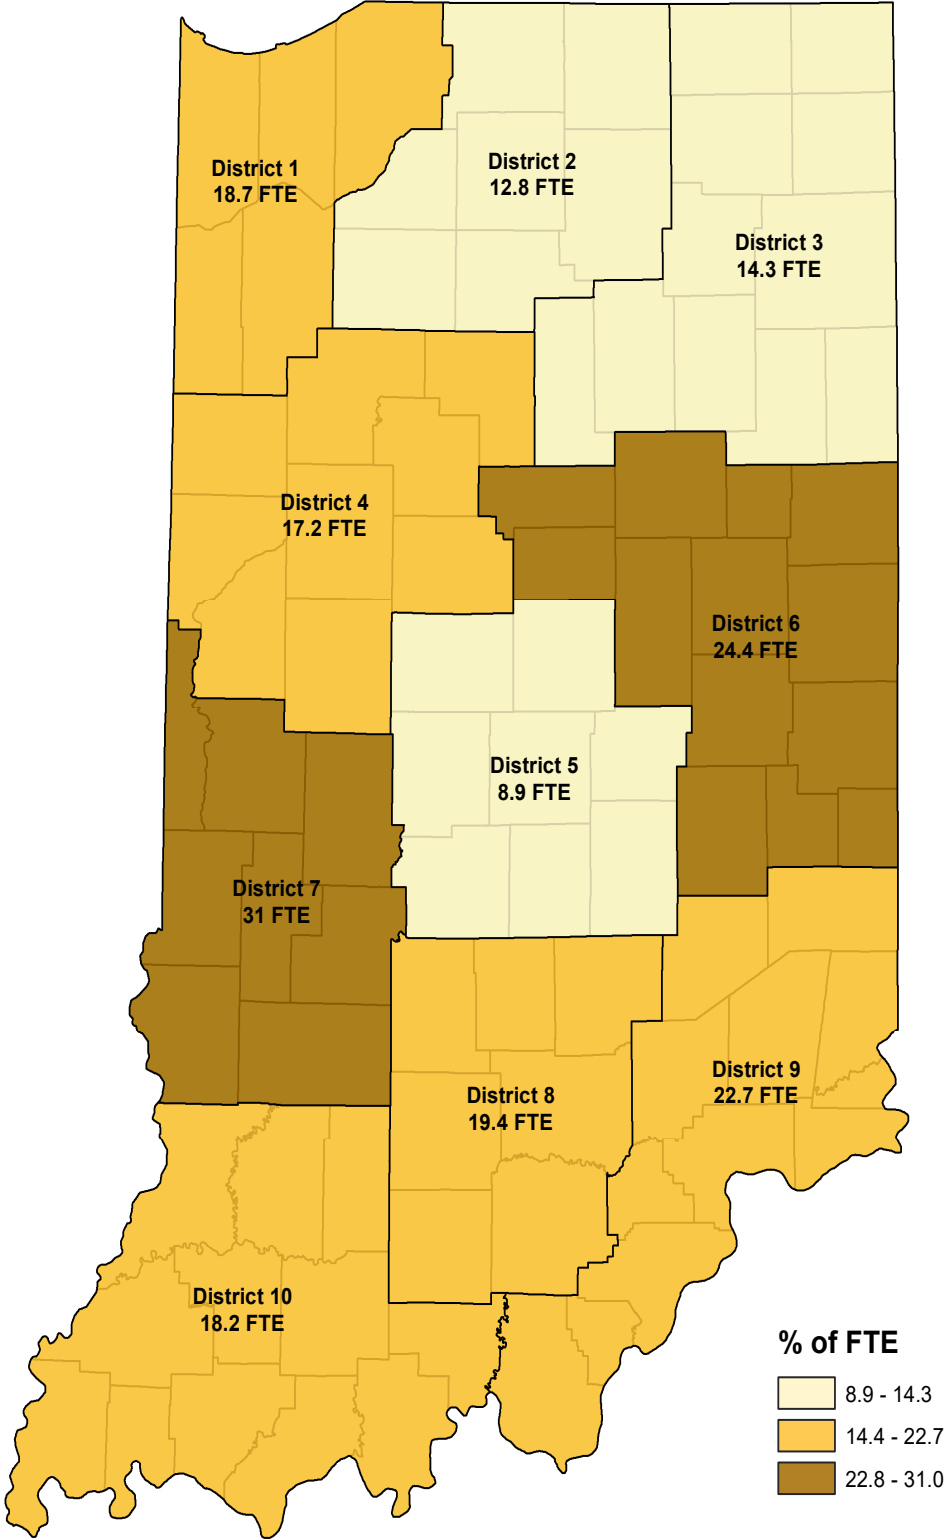 District 1
18.7 FTE
District 2
12.8 FTE
District 3
14.3 FTE
District 4
17.2 FTE
District 6
24.4 FTE
District 5
8.9 FTE
District 7
31 FTE
District 9
22.7 FTE
District 8
19.4 FTE
District 10
18.2 FTE
% of FTE
8.9 - 14.3
14.4 - 22.7
22.8 - 31.0